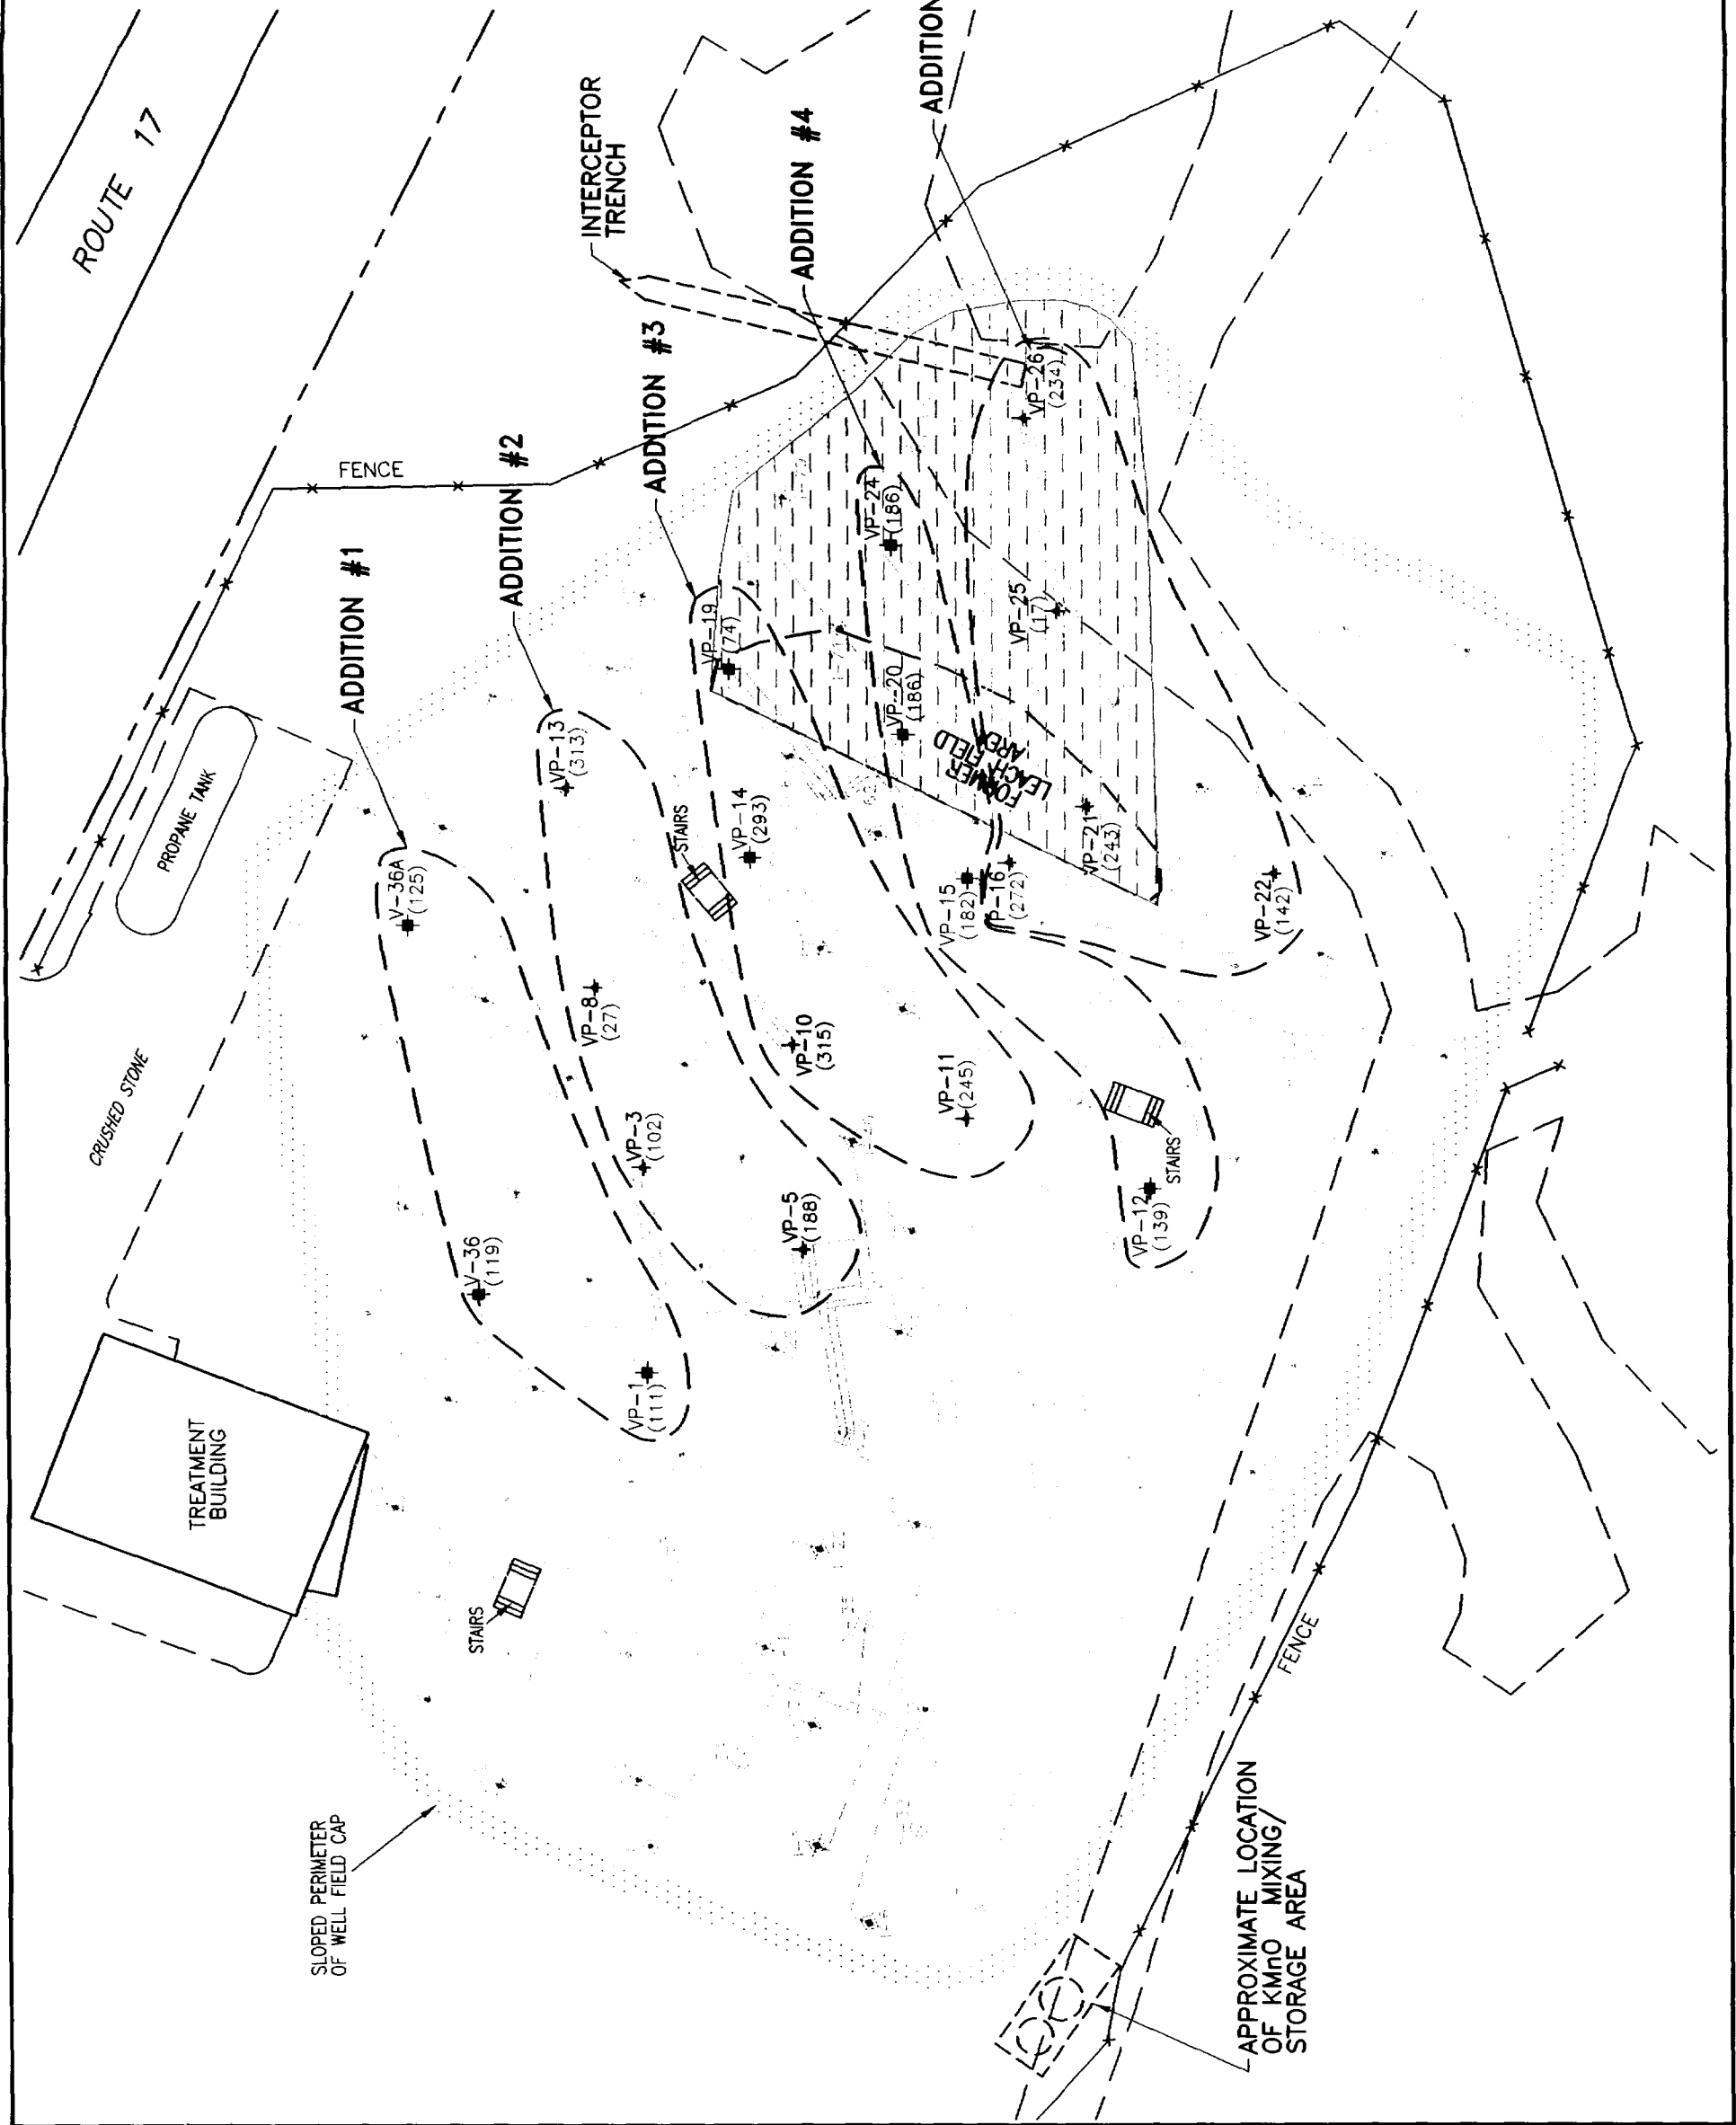 ROUTE 17
PROPANE TANK
CRUSHED STONE
TREATMENT
BUILDING
STAIRS
SLOPED PERIMETER
OF WELL FIELD CAP
FENCE
ADDITION #1
ADDITION #2
ADDITION #3
INTERCEPTOR
TRENCH
ADDITION #4
ADDITION
V-36A
(125)
V-36
(119)
VP-1
(111)
VP-13
(313)
VP-8
(27)
VP-3
(102)
VP-5
(188)
STAIRS
VP-14
(293)
VP-19
(74)
VP-10
(315)
VP-11
(245)
VP-24
(186)
VP-20
(186)
VP-15
(182)
VP-12
(139)
STAIRS
FORMER
LEACH FIELD
AREA
VP-26
(234)
VP-25
(17)
VP-21
(243)
P-16
(272)
VP-22
(142)
FENCE
APPROXIMATE LOCATION
OF KMnO MIXING/
STORAGE AREA